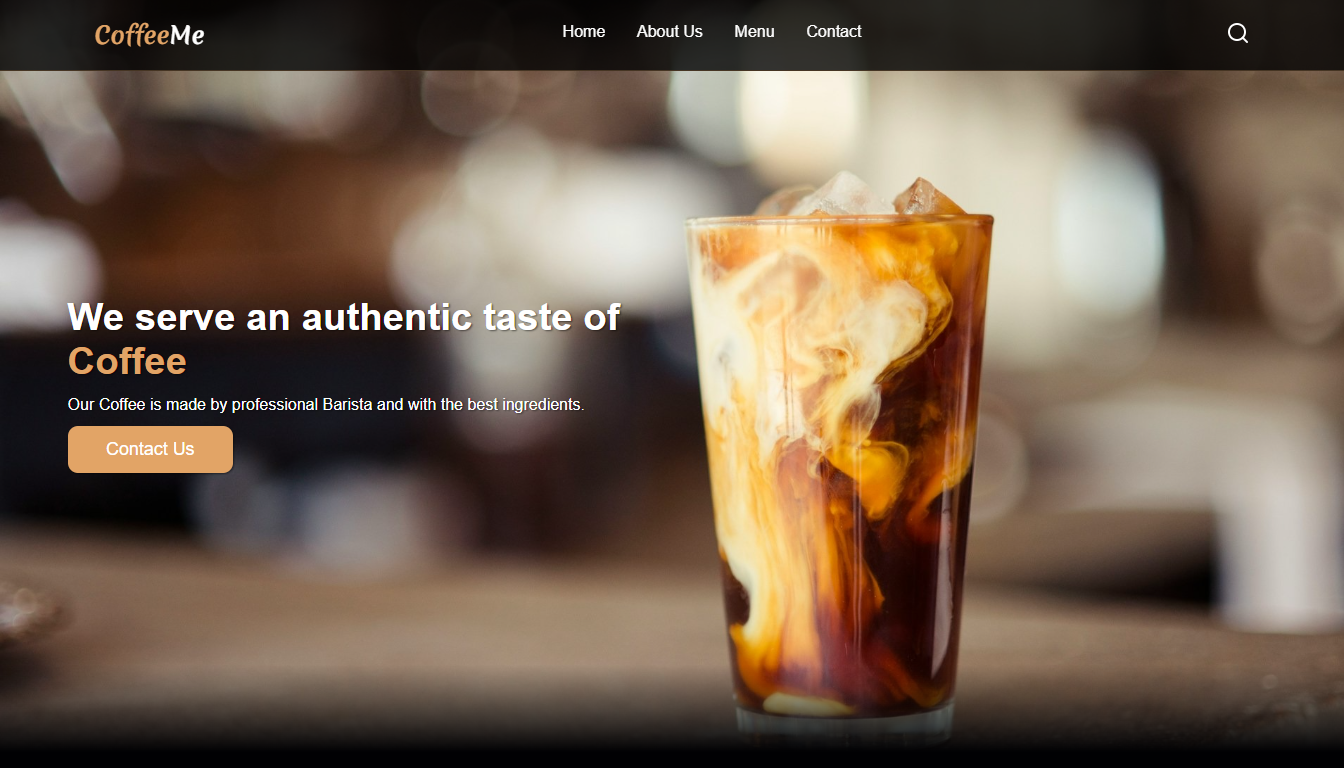 CoffeeMe
Home
About Us
Menu
Contact
We serve an authentic taste of
Coffee
Our Coffee is made by professional Barista and with the best ingredients.
Contact Us